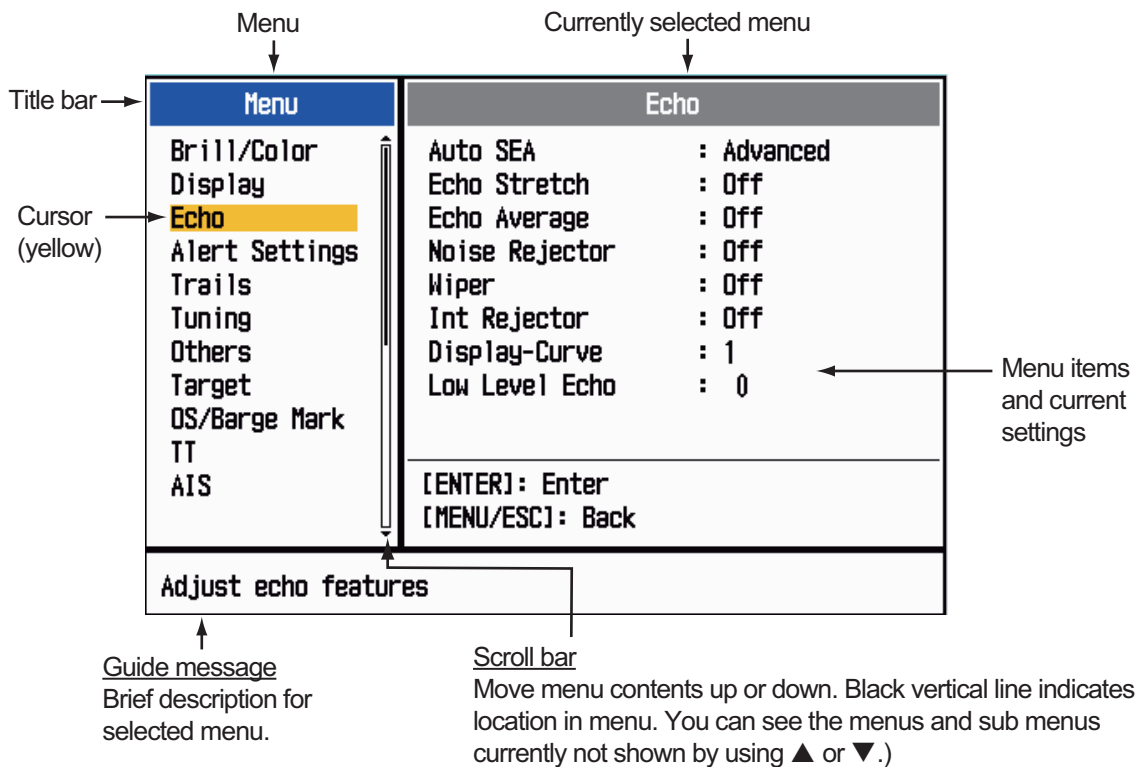 Menu
Currently selected menu
Title bar
Menu
Echo
Brill/Color
Display
Echo
Alert Settings
Trails
Tuning
Others
Target
OS/Barge Mark
TT
AIS
Cursor
(yellow)
Auto SEA : Advanced
Echo Stretch : Off
Echo Average : Off
Noise Rejector : Off
Wiper : Off
Int Rejector : Off
Display-Curve : 1
Low Level Echo : 0
Menu items
and current
settings
[ENTER]: Enter
[MENU/ESC]: Back
Adjust echo features
Guide message
Brief description for
selected menu.
Scroll bar
Move menu contents up or down. Black vertical line indicates
location in menu. You can see the menus and sub menus
currently not shown by using ▲ or ▼.)